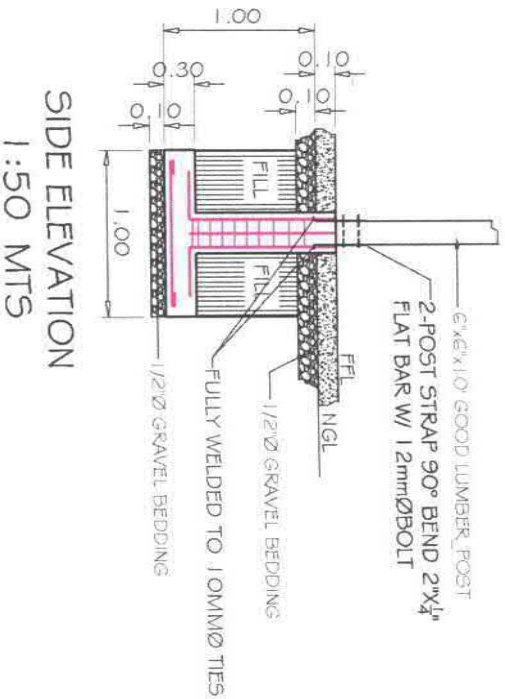 1.00
0.30
0.10
0.10
0.10
1.00
FILL
FILL
6"x6"x10' GOOD LUMBER POST
2-POST STRAP 90° BEND 2"X¼"
FLAT BAR W/ 12mmØBOLT
FFL
NGL
1/2"Ø GRAVEL BEDDING
FULLY WELDED TO 10MMØ TIES
1/2"Ø GRAVEL BEDDING
SIDE ELEVATION
1:50 MTS